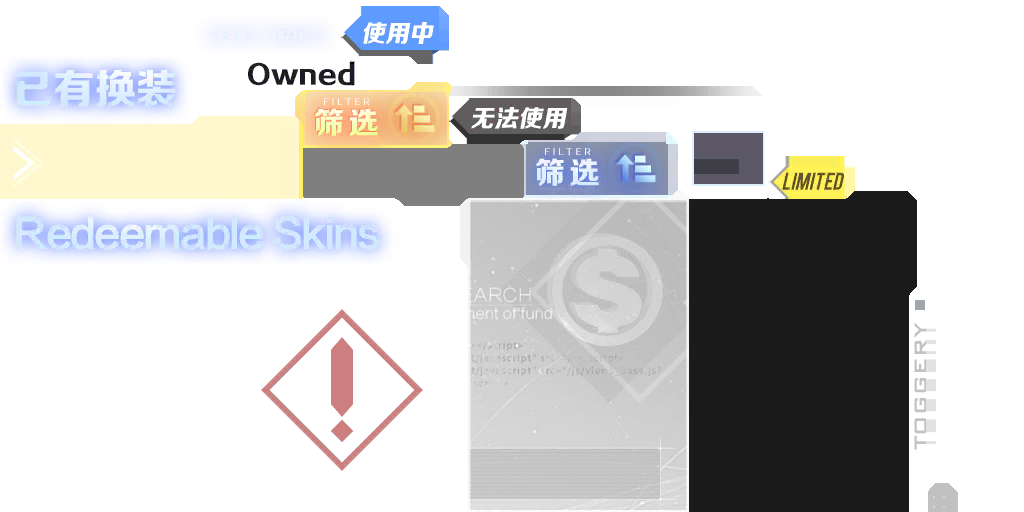 使用中
Owned
已有换装
FILTER
筛选
无法使用
FILTER
筛选
LIMITED
Redeemable Skins
EARCH
ment of fund
TOGGERY